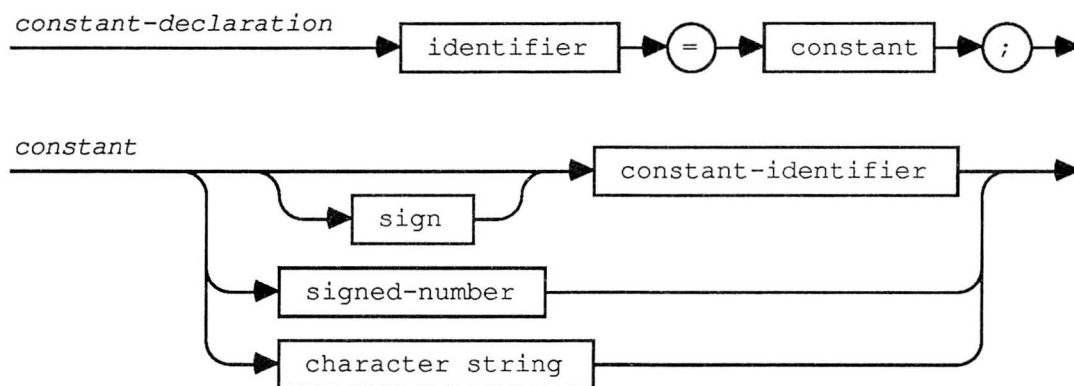 constant-declaration
identifier = constant ;
constant
constant-identifier
sign
signed-number
character string